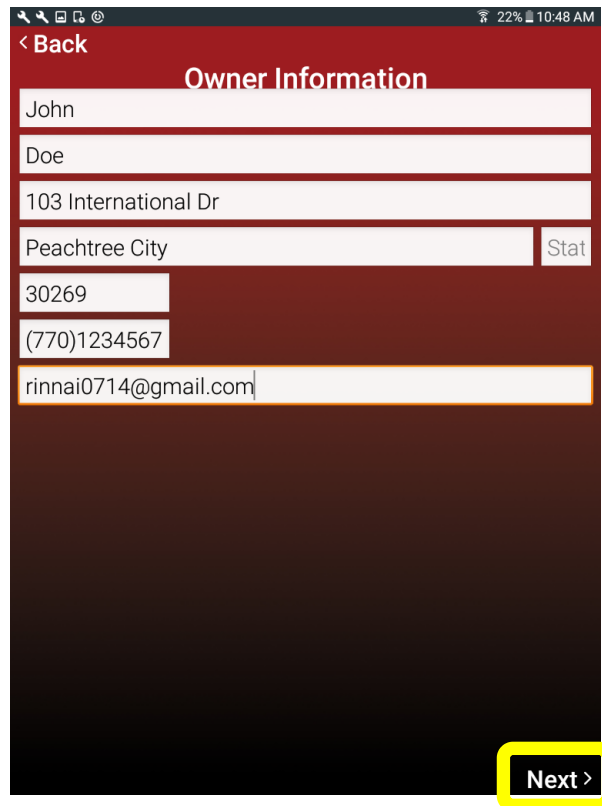 22% 10:48 AM
< Back
Owner Information
John
Doe
103 International Dr
Peachtree City Stat
30269
(770)1234567
rinnai0714@gmail.com
Next >